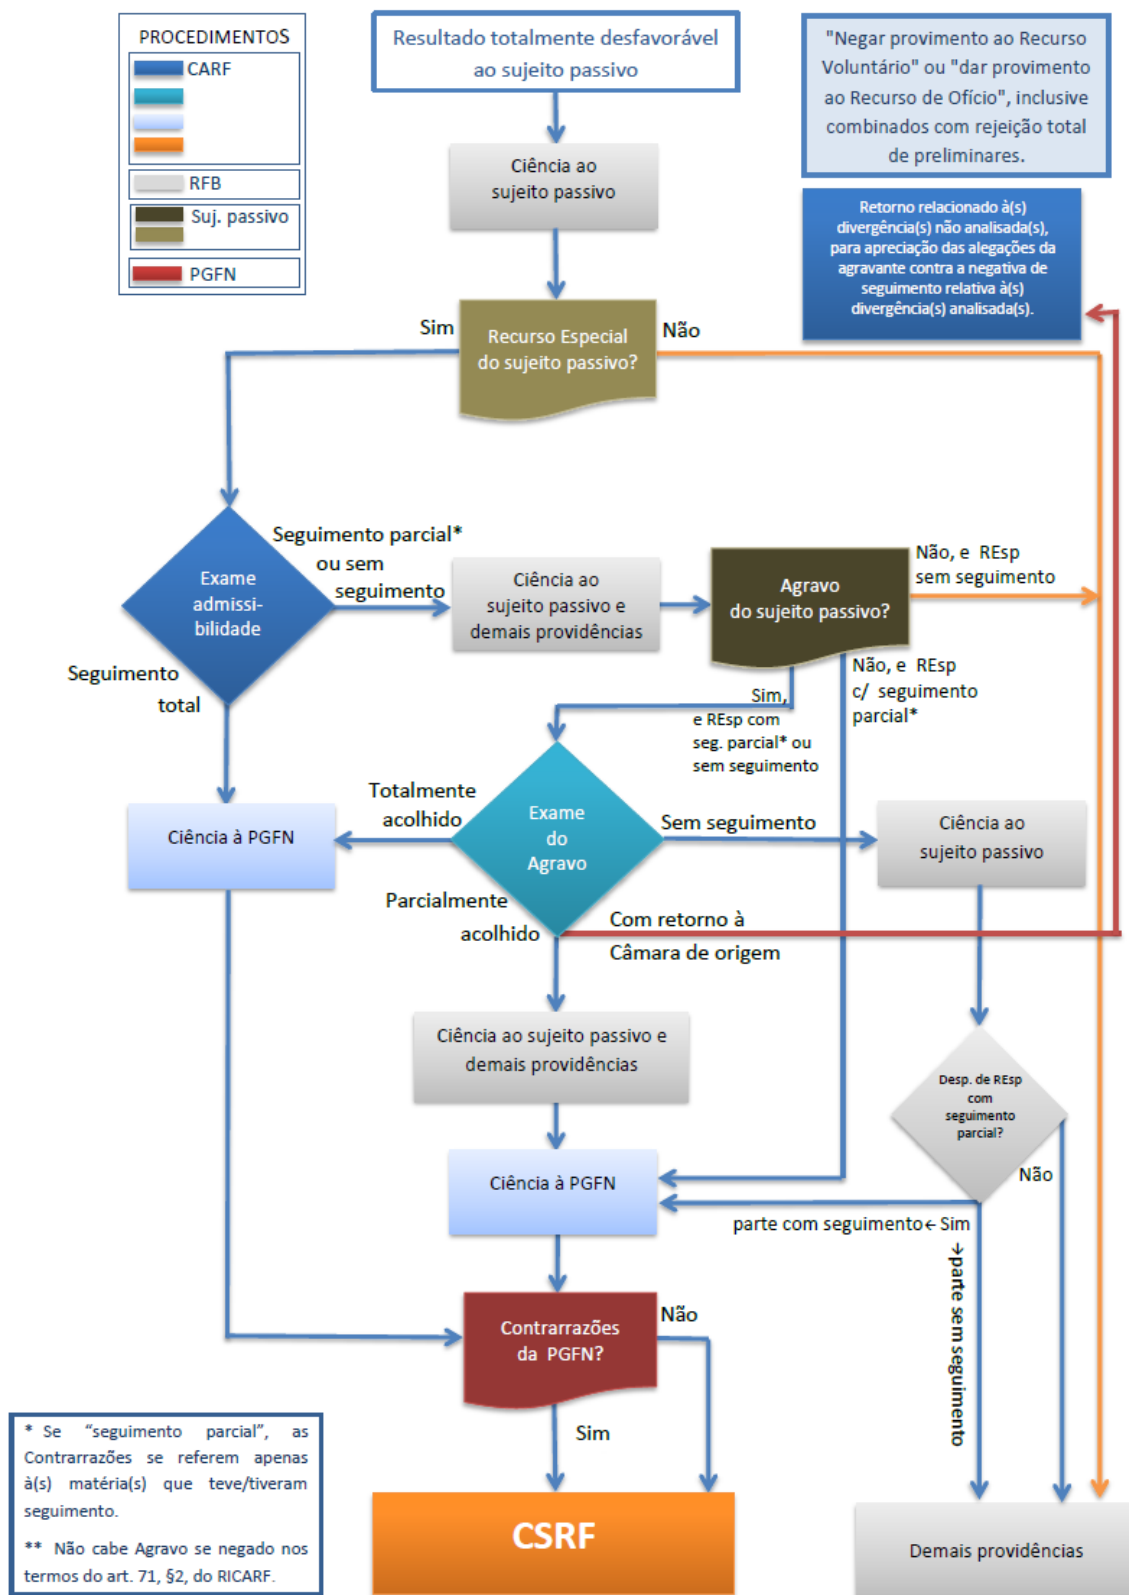 PROCEDIMENTOS
CARF
RFB
Suj. passivo
PGFN
Resultado totalmente desfavorável
ao sujeito passivo
"Negar provimento ao Recurso
Voluntário" ou "dar provimento
ao Recurso de Ofício", inclusive
combinados com rejeição total
de preliminares.
Ciência ao
sujeito passivo
Retorno relacionado à(s)
divergência(s) não analisada(s),
para apreciação das alegações da
agravante contra a negativa de
seguimento relativa à(s)
divergência(s) analisada(s).
Sim
Recurso Especial
do sujeito passivo?
Não
Exame
admissi-
bilidade
Seguimento parcial*
ou sem
seguimento
Ciência ao
sujeito passivo e
demais providências
Agravo
do sujeito passivo?
Não, e REsp
sem seguimento
Seguimento
total
Sim,
e REsp com
seg. parcial* ou
sem seguimento
Não, e REsp
c/ seguimento
parcial*
Ciência à PGFN
Totalmente
acolhido
Exame
do
Agravo
Sem seguimento
Ciência ao
sujeito passivo
Parcialmente
acolhido
Com retorno à
Câmara de origem
Ciência ao sujeito passivo e
demais providências
Desp. de REsp
com
seguimento
parcial?
Ciência à PGFN
Não
parte com seguimento← Sim
→parte sem seguimento
Contrarrazões
da PGFN?
Não
Sim
* Se “seguimento parcial”, as
Contrarrazões se referem apenas
à(s) matéria(s) que teve/tiveram
seguimento.
** Não cabe Agravo se negado nos
termos do art. 71, §2, do RICARF.
CSRF
Demais providências